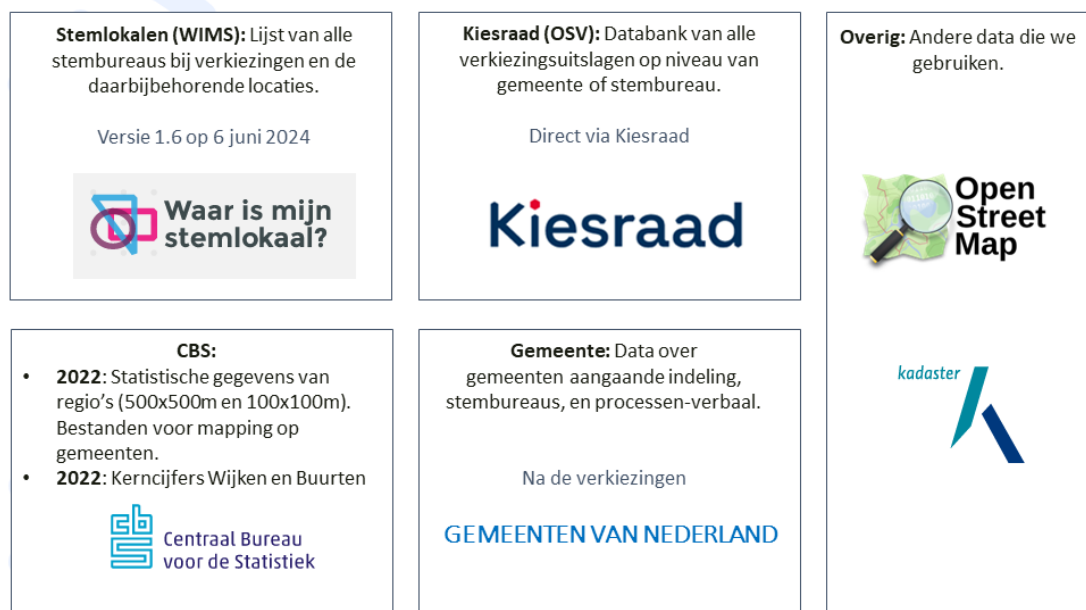 Stemlokalen (WIMS): Lijst van alle
stembureaus bij verkiezingen en de
daarbijbehorende locaties.
Versie 1.6 op 6 juni 2024
Waar is mijn
stemlokaal?
Kiesraad (OSV): Databank van alle
verkiezingsuitslagen op niveau van
gemeente of stembureau.
Direct via Kiesraad
Kiesraad
Overig: Andere data die we
gebruiken.
Open
Street
Map
kadaster
CBS:
• 2022: Statistische gegevens van
regio's (500x500m en 100x100m).
Bestanden voor mapping op
gemeenten.
• 2022: Kerncijfers Wijken en Buurten
cbs
Centraal Bureau
voor de Statistiek
Gemeente: Data over
gemeenten aangaande indeling,
stembureaus, en processen-verbaal.
Na de verkiezingen
GEMEENTEN VAN NEDERLAND